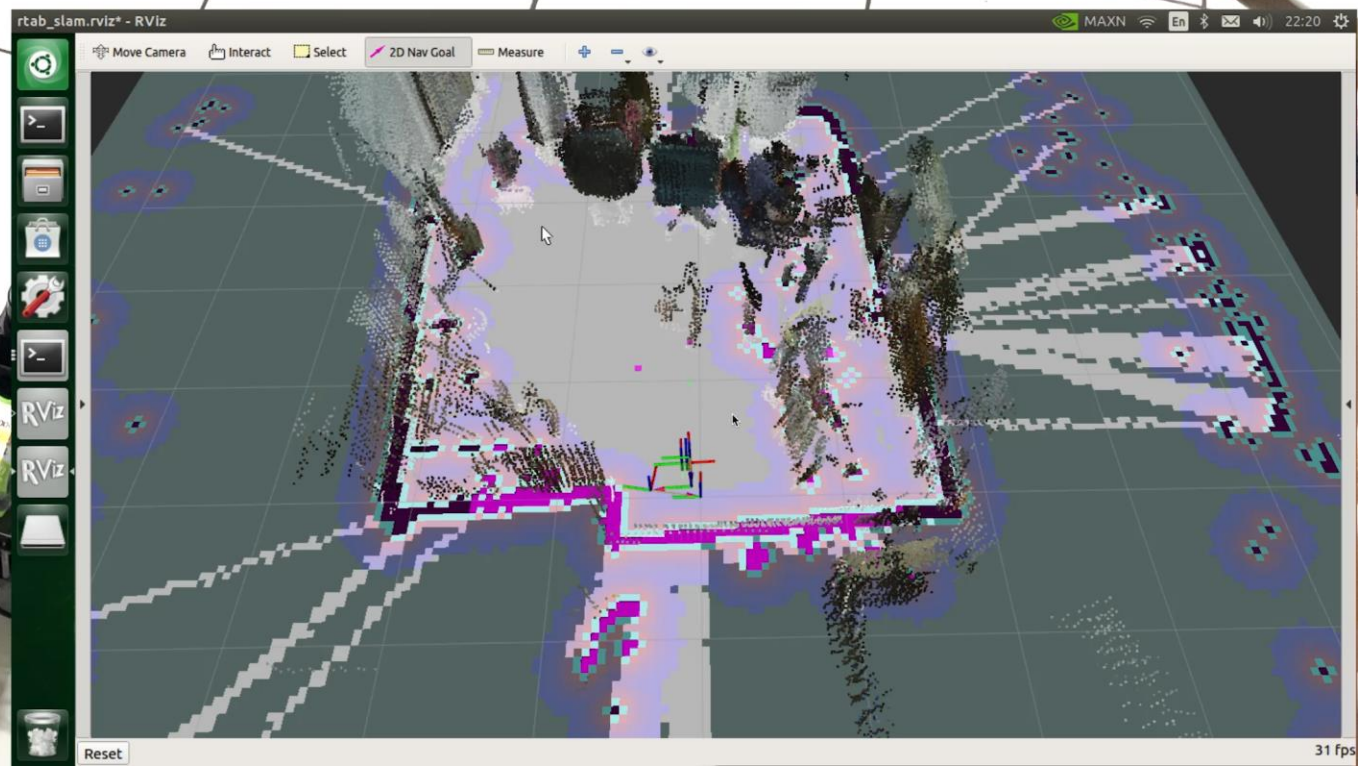 rtab_slam.rviz* - RViz
MAXN En 22:20
Move Camera Interact Select 2D Nav Goal Measure
>_
>_
RViz
RViz
Reset
31 fps